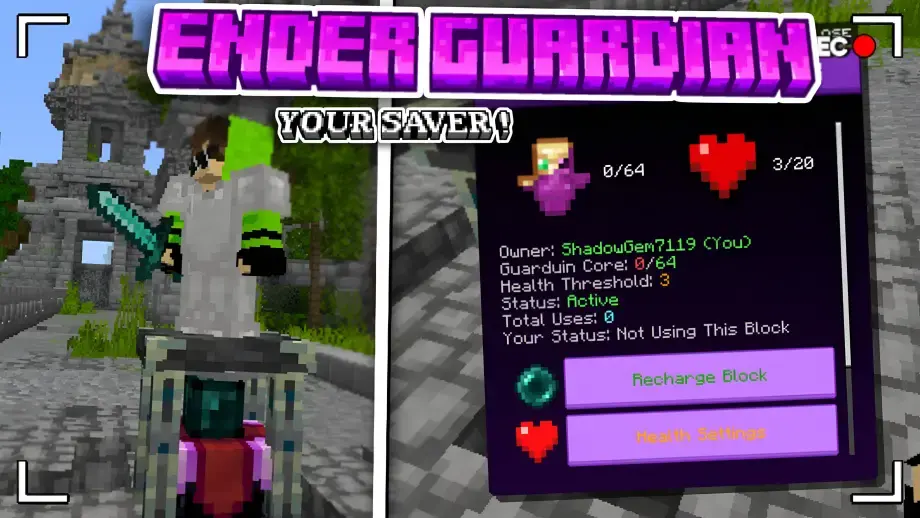 ENDER GUARDIAN
YOUR SAVER!
EC
0/64
3/20
Owner: ShadowGem7119 (You)
Guarduin Core: 0/64
Health Threshold: 3
Status: Active
Total Uses: 0
Your Status: Not Using This Block
Recharge Block
Health Settings